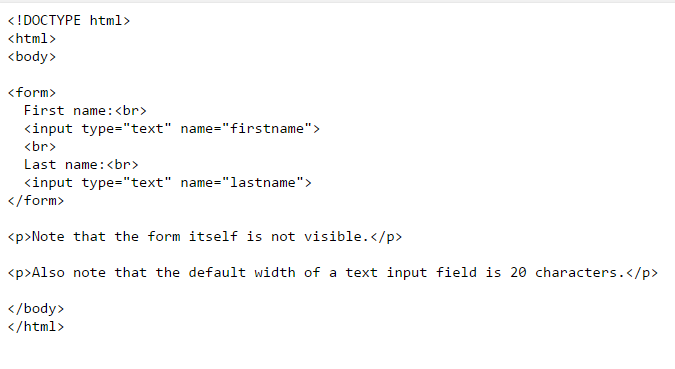 <!DOCTYPE html>
<html>
<body>

<form>
  First name:<br>
  <input type="text" name="firstname">
  <br>
  Last name:<br>
  <input type="text" name="lastname">
</form>

<p>Note that the form itself is not visible.</p>

<p>Also note that the default width of a text input field is 20 characters.</p>

</body>
</html>